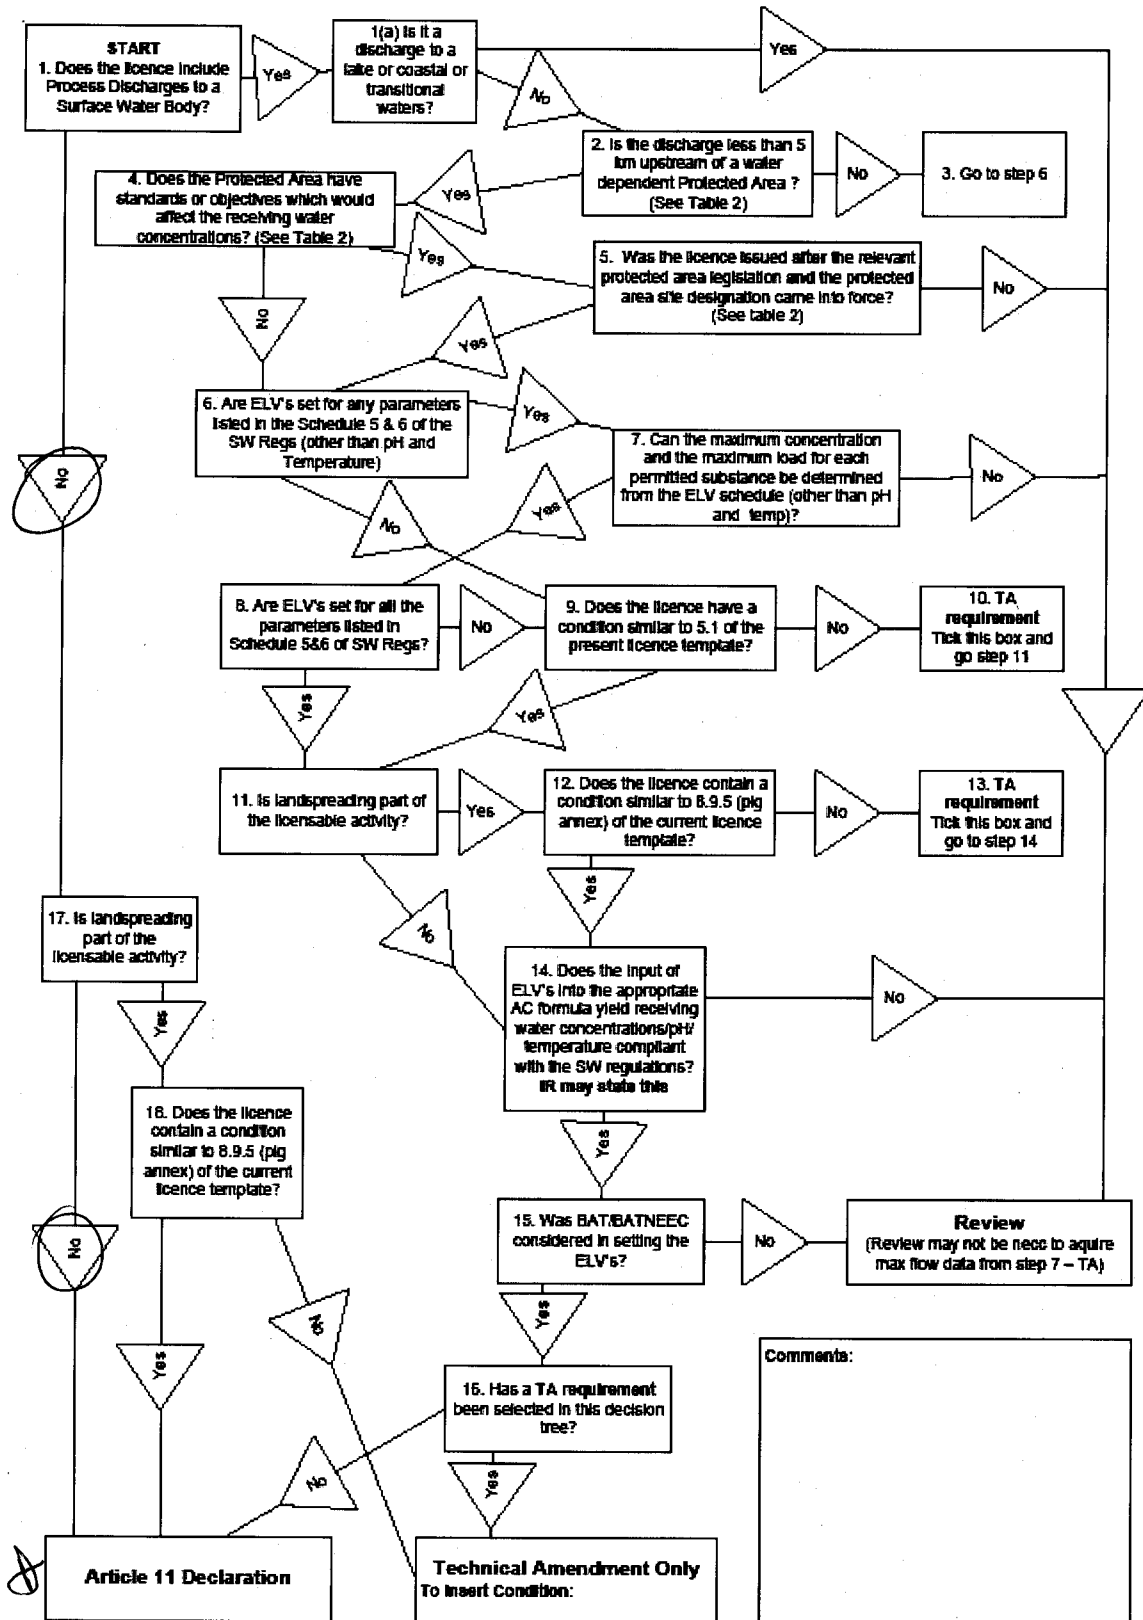 START
1. Does the licence include
Process Discharges to a
Surface Water Body?
Yes
1(a) Is it a
discharge to a
lake or coastal or
transitional
waters?
Yes
No
2. Is the discharge less than 5
km upstream of a water
dependent Protected Area ?
(See Table 2)
No
3. Go to step 6
Yes
4. Does the Protected Area have
standards or objectives which would
affect the receiving water
concentrations? (See Table 2)
Yes
No
5. Was the licence issued after the relevant
protected area legislation and the protected
area site designation came into force?
(See table 2)
No
Yes
6. Are ELV's set for any parameters
listed in the Schedule 5 & 6 of the
SW Regs (other than pH and
Temperature)
Yes
No
7. Can the maximum concentration
and the maximum load for each
permitted substance be determined
from the ELV schedule (other than pH
and temp)?
No
Yes
No
8. Are ELV's set for all the
parameters listed in
Schedule 5&6 of SW Regs?
No
9. Does the licence have a
condition similar to 5.1 of the
present licence template?
No
10. TA
requirement
Tick this box and
go step 11
Yes
Yes
11. Is landspreading part of
the licensable activity?
Yes
12. Does the licence contain a
condition similar to 6.9.5 (pig
annex) of the current licence
template?
No
13. TA
requirement
Tick this box and
go to step 14
No
Yes
17. Is landspreading
part of the
licensable activity?
Yes
No
14. Does the input of
ELV's into the appropriate
AC formula yield receiving
water concentrations/pH/
temperature compliant
with the SW regulations?
IR may state this
No
Yes
18. Does the licence
contain a condition
similar to 6.9.5 (pig
annex) of the current
licence template?
Yes
No
15. Was BAT/BATNEEC
considered in setting the
ELV's?
No
Review
(Review may not be necc to aquire
max flow data from step 7 – TA)
Yes
16. Has a TA requirement
been selected in this decision
tree?
No
Yes
Comments:
Article 11 Declaration
Technical Amendment Only
To Insert Condition: